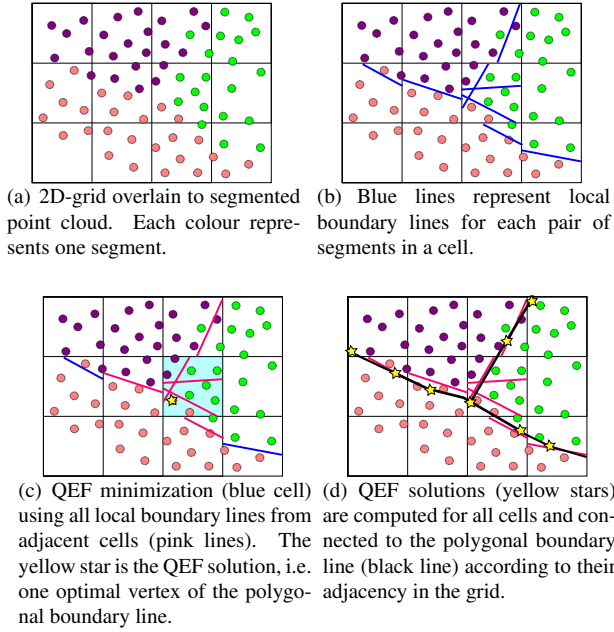 (a) 2D-grid overlain to segmented
point cloud. Each colour repre-
sents one segment.
(b) Blue lines represent local
boundary lines for each pair of
segments in a cell.
(c) QEF minimization (blue cell)
using all local boundary lines from
adjacent cells (pink lines). The
yellow star is the QEF solution, i.e.
one optimal vertex of the polygo-
nal boundary line.
(d) QEF solutions (yellow stars)
are computed for all cells and con-
nected to the polygonal boundary
line (black line) according to their
adjacency in the grid.